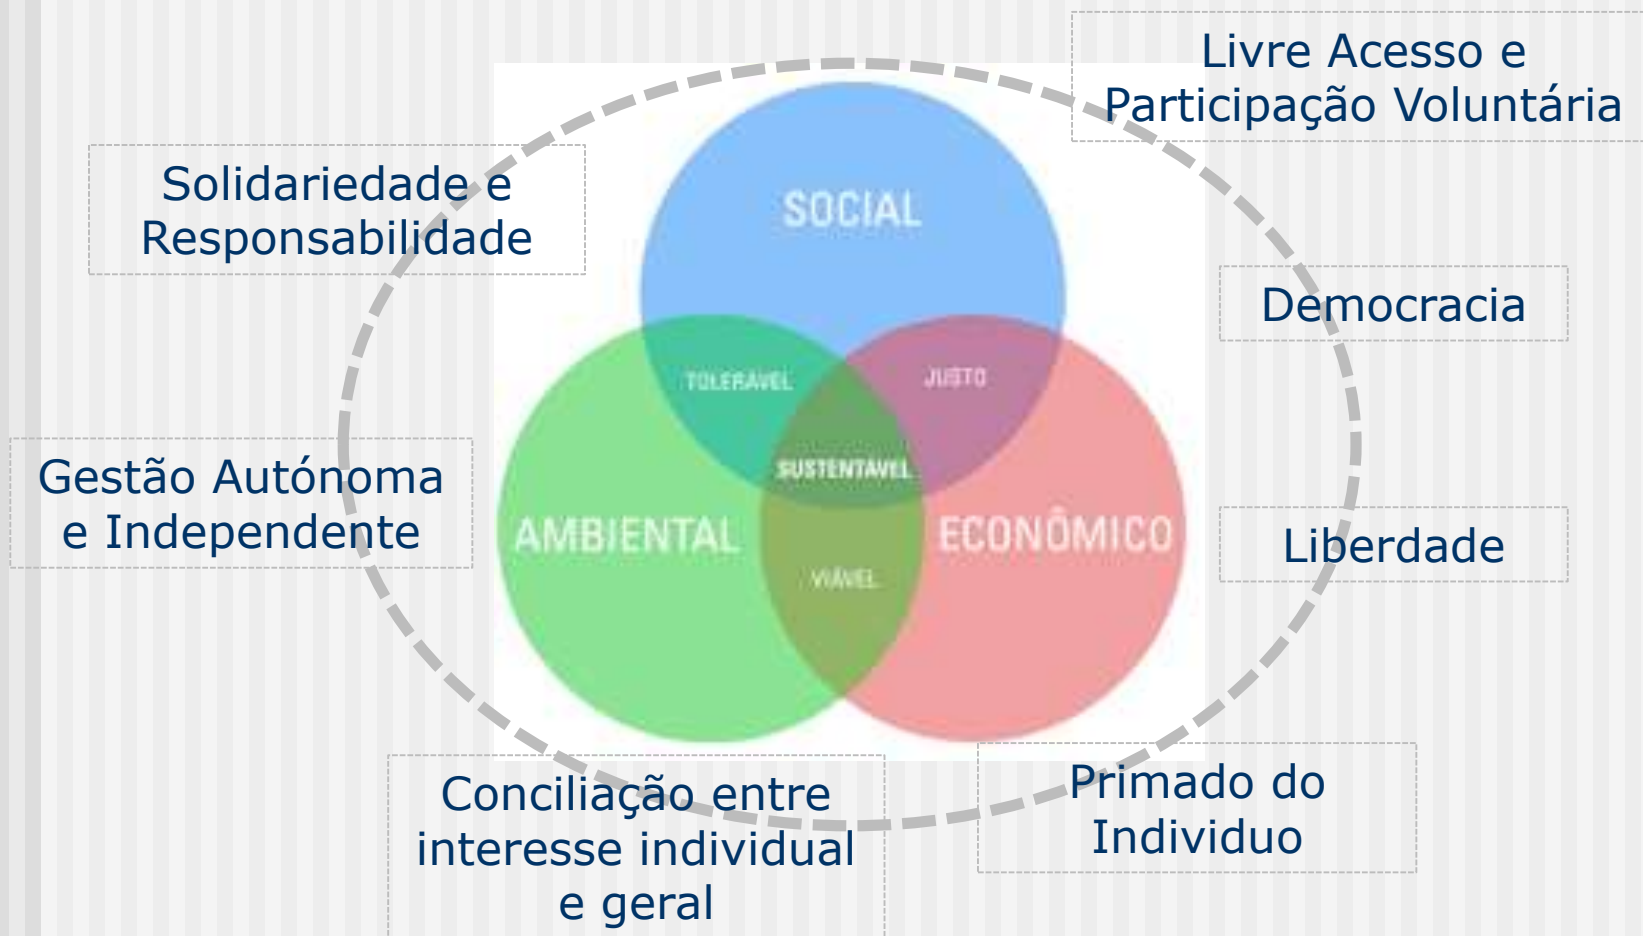 Livre Acesso e
Participação Voluntária
Solidariedade e
Responsabilidade
SOCIAL
Democracia
TOLERÁVEL
JUSTO
Gestão Autónoma
e Independente
SUSTENTÁVEL
AMBIENTAL
ECONÔMICO
Liberdade
VIÁVEL
Conciliação entre
interesse individual
e geral
Primado do
Individuo